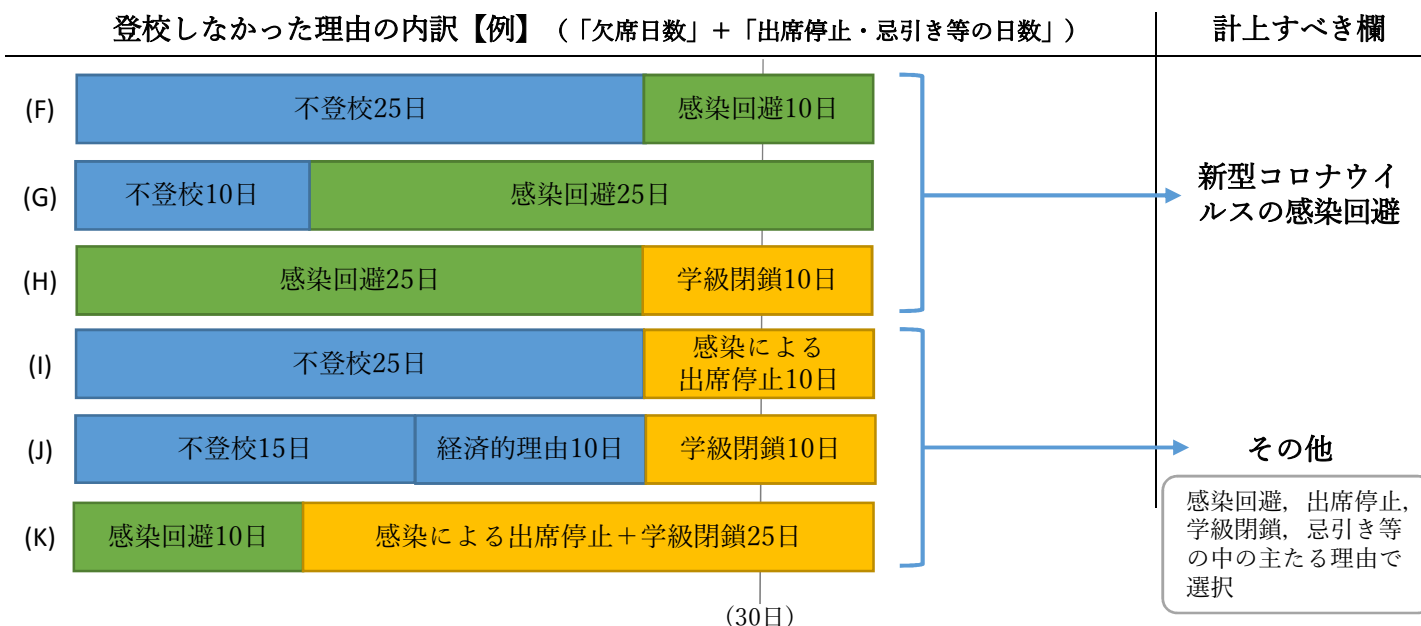 登校しなかった理由の内訳【例】（「欠席日数」＋「出席停止・忌引き等の日数」）
計上すべき欄
(F)
不登校25日
感染回避10日
(G)
不登校10日
感染回避25日
(H)
感染回避25日
学級閉鎖10日
新型コロナウイ
ルスの感染回避
(I)
不登校25日
感染による
出席停止10日
(J)
不登校15日
経済的理由10日
学級閉鎖10日
(K)
感染回避10日
感染による出席停止＋学級閉鎖25日
その他
感染回避，出席停止，
学級閉鎖，忌引き等
の中の主たる理由で
選択
（30日）